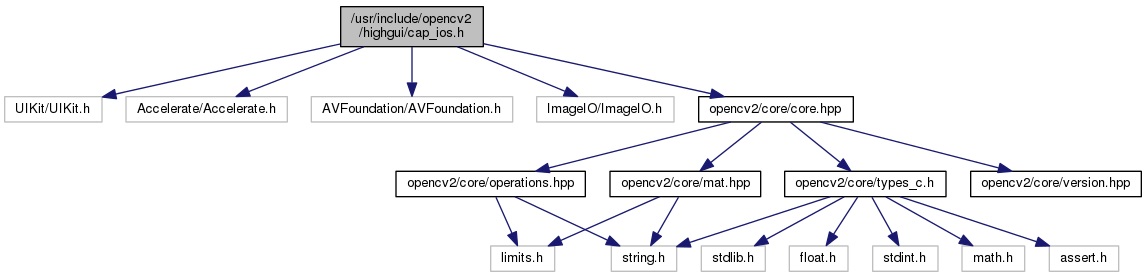 /usr/include/opencv2
/highgui/cap_ios.h
UIKit/UIKit.h
Accelerate/Accelerate.h
AVFoundation/AVFoundation.h
ImageIO/ImageIO.h
opencv2/core/core.hpp
opencv2/core/operations.hpp
opencv2/core/mat.hpp
opencv2/core/types_c.h
opencv2/core/version.hpp
limits.h
string.h
stdlib.h
float.h
stdint.h
math.h
assert.h